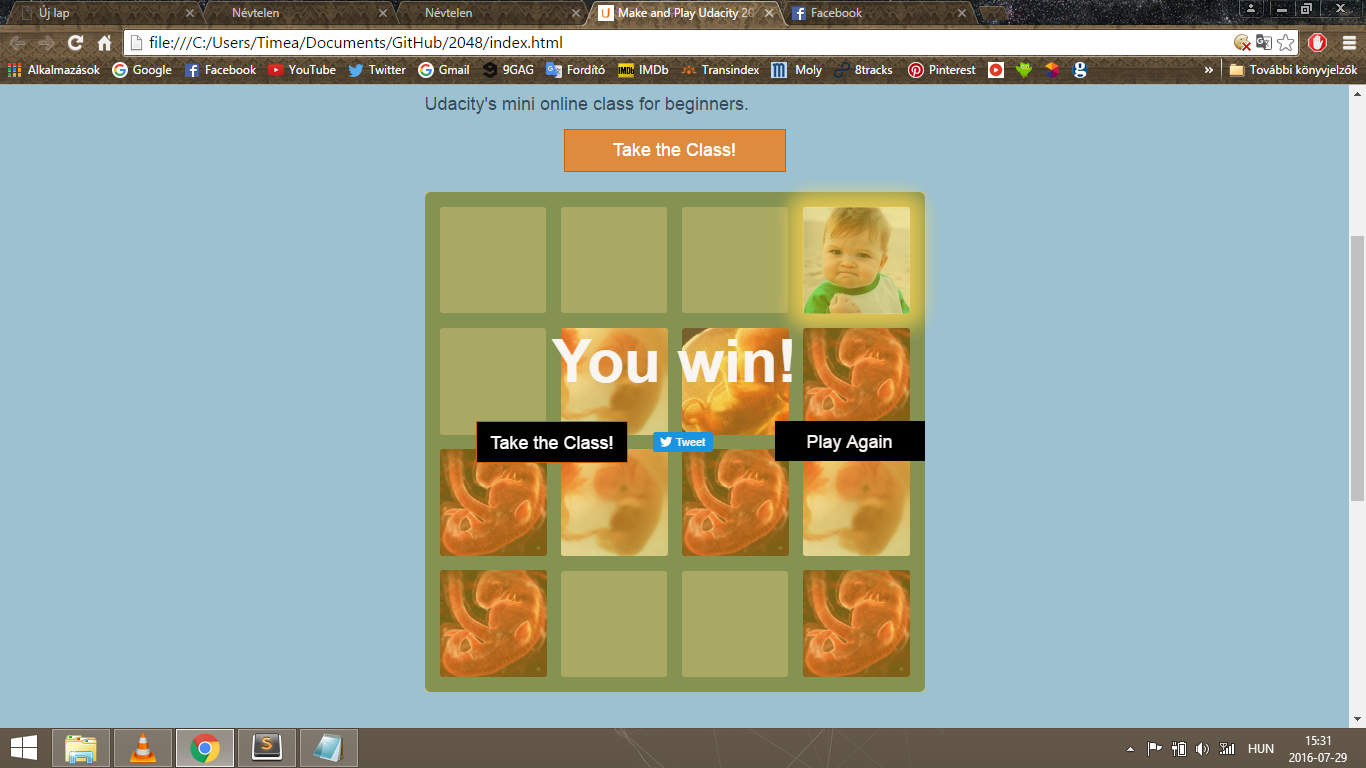 Új lap
Névtelen
Névtelen
Make and Play Udacity 20
Facebook
file:///C:/Users/Timea/Documents/GitHub/2048/index.html
Alkalmazások Google Facebook YouTube Twitter Gmail 9GAG Fordító IMDb Transindex Moly 8tracks Pinterest » További könyvjelzők
Udacity's mini online class for beginners.
Take the Class!
You win!
Take the Class! Tweet Play Again
HUN
15:31
2016-07-29